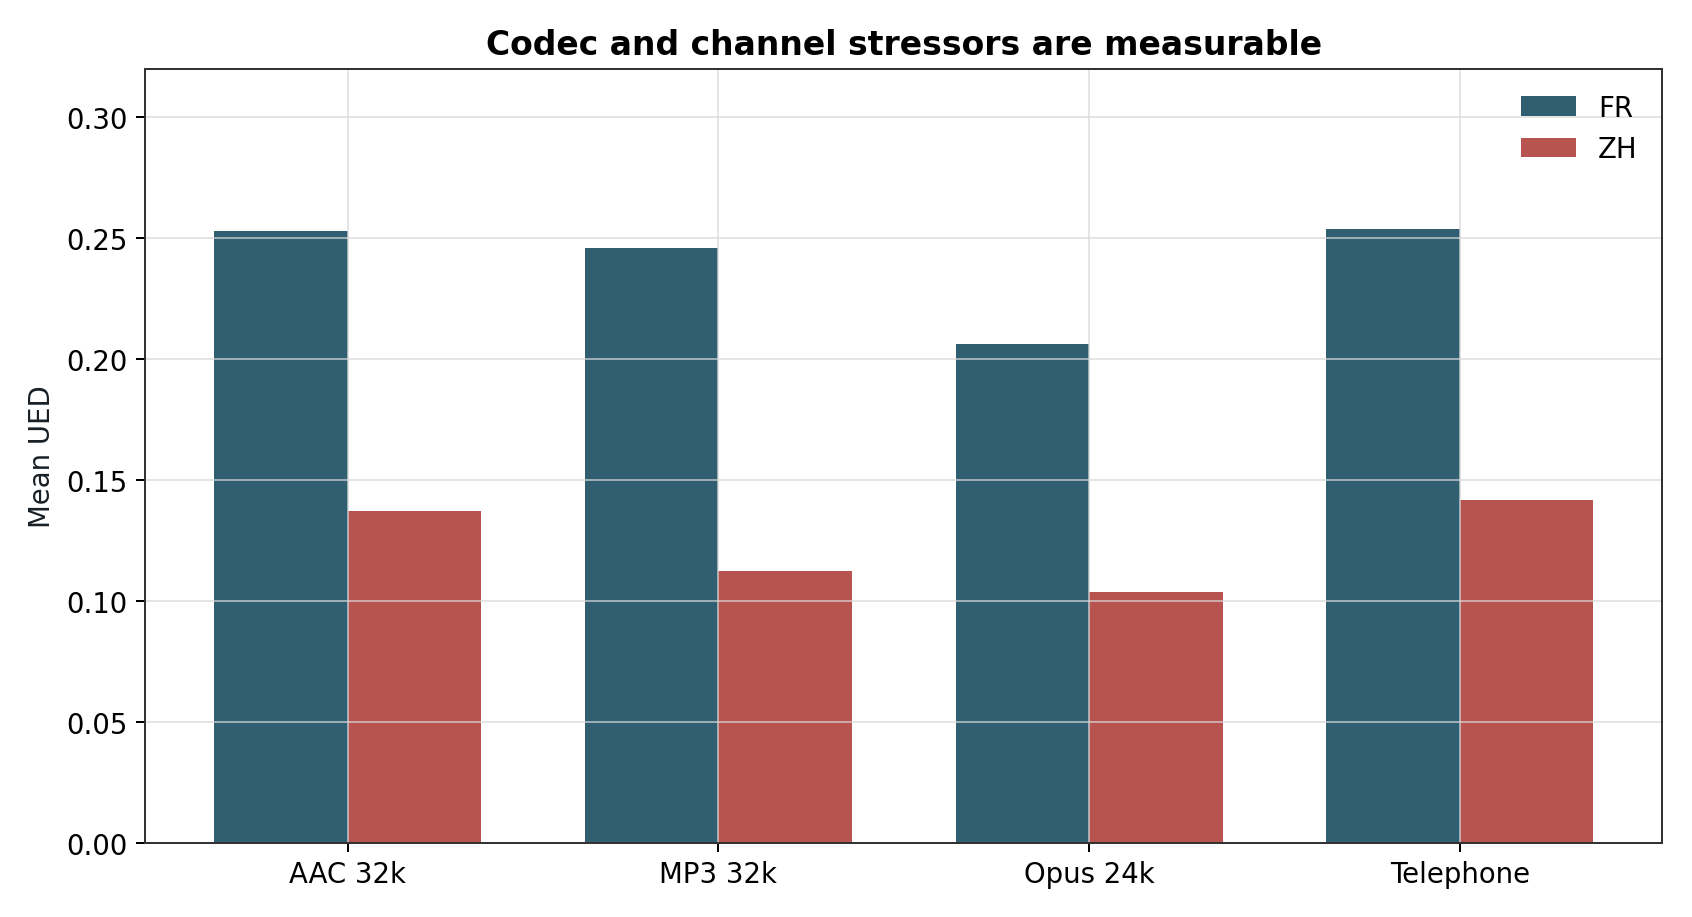 Codec and channel stressors are measurable
FR
ZH
Mean UED
0.30
0.25
0.20
0.15
0.10
0.05
0.00
AAC 32k
MP3 32k
Opus 24k
Telephone